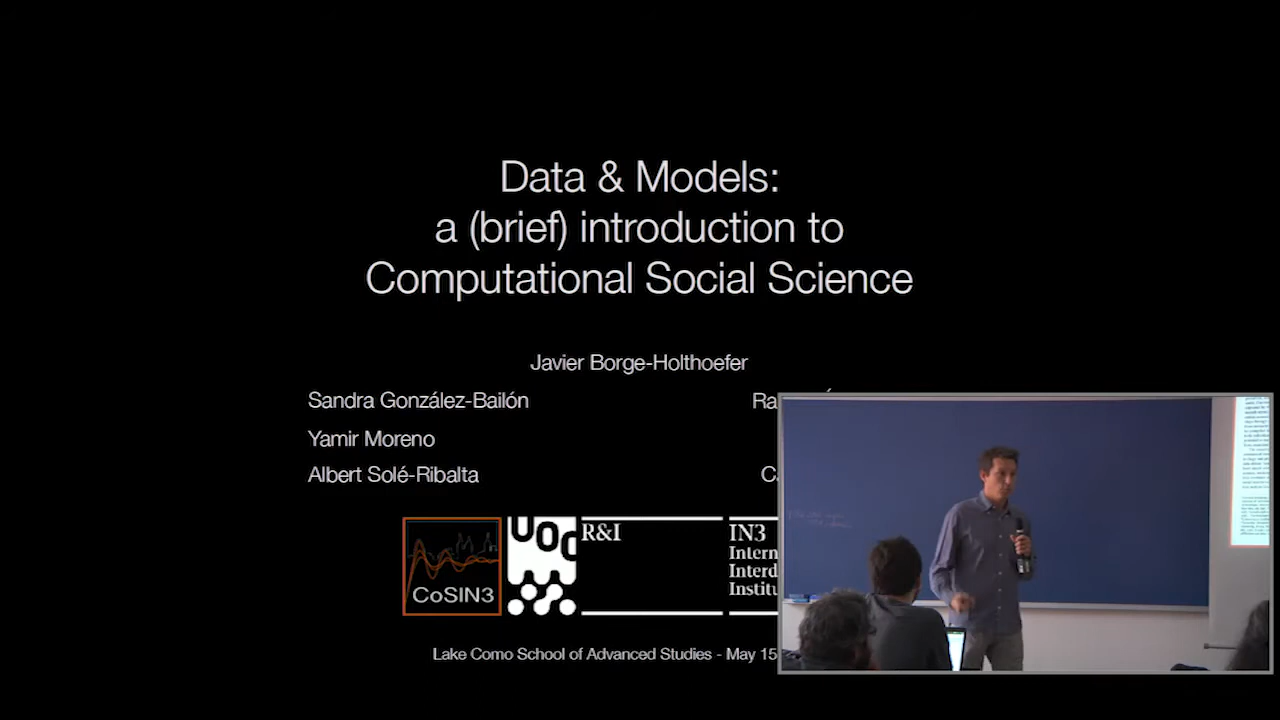 Data & Models:
a (brief) introduction to
Computational Social Science
Javier Borge-Holthoefer
Sandra González-Bailón
Yamir Moreno
Albert Solé-Ribalta
CoSIN3
UOC
R&I
IN3
Lake Como School of Advanced Studies - May 15